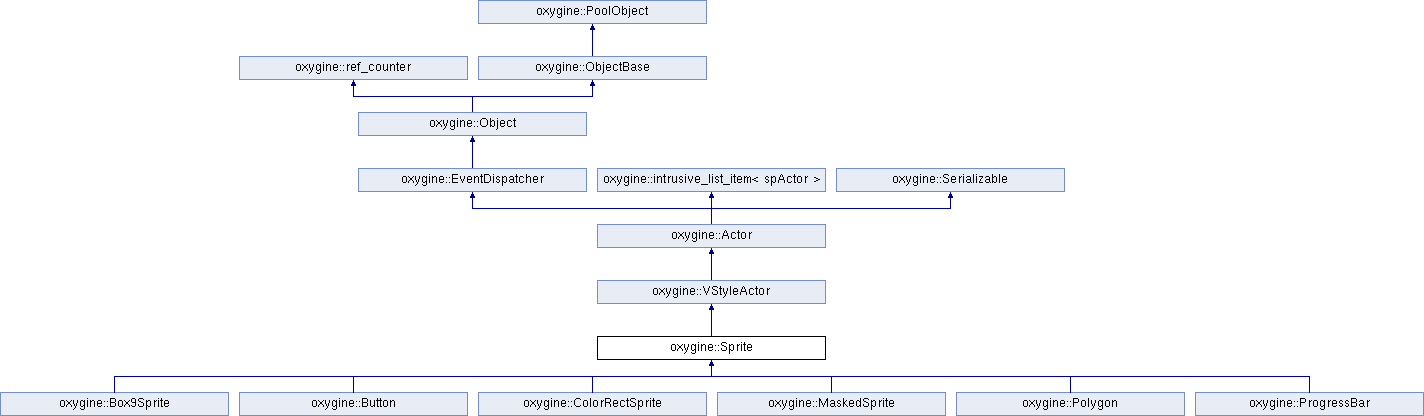 oxygine::PoolObject
oxygine::ref_counter
oxygine::ObjectBase
oxygine::Object
oxygine::EventDispatcher
oxygine::intrusive_list_item< spActor >
oxygine::Serializable
oxygine::Actor
oxygine::VStyleActor
oxygine::Sprite
oxygine::Box9Sprite
oxygine::Button
oxygine::ColorRectSprite
oxygine::MaskedSprite
oxygine::Polygon
oxygine::ProgressBar